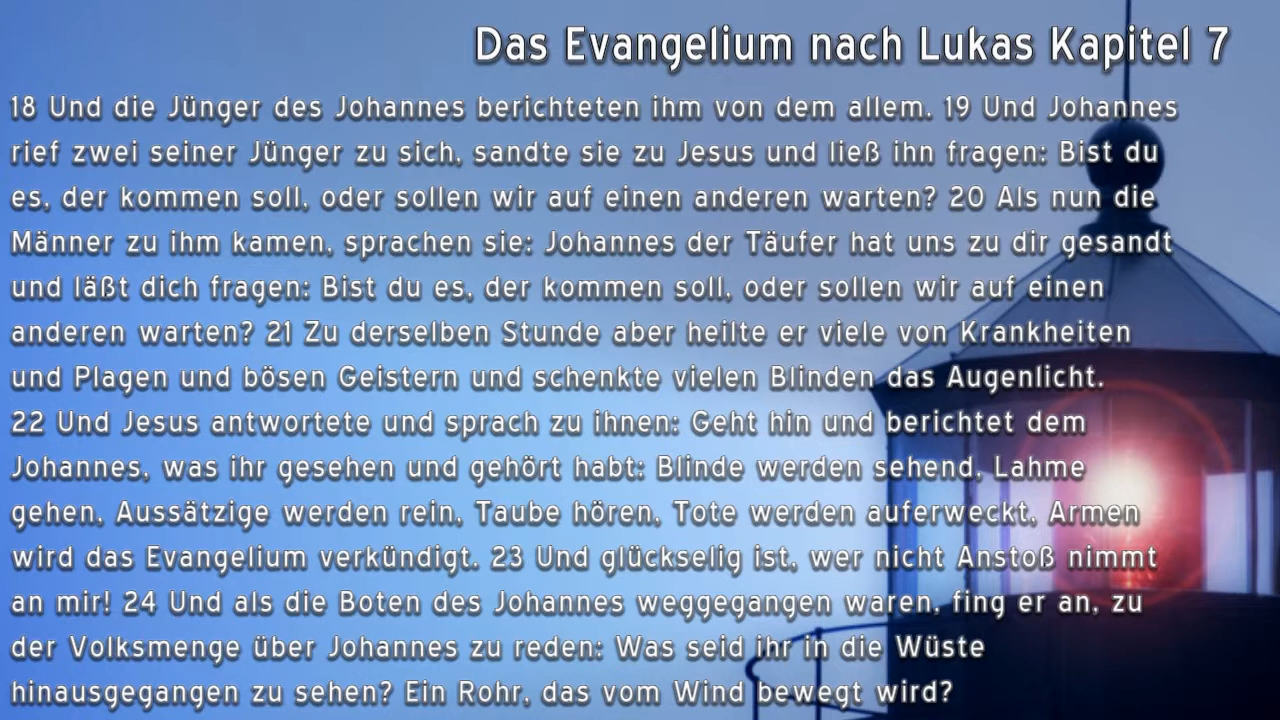 Das Evangelium nach Lukas Kapitel 7
18 Und die Jünger des Johannes berichteten ihm von dem allem. 19 Und Johannes
rief zwei seiner Jünger zu sich, sandte sie zu Jesus und ließ ihn fragen: Bist du
es, der kommen soll, oder sollen wir auf einen anderen warten? 20 Als nun die
Männer zu ihm kamen, sprachen sie: Johannes der Täufer hat uns zu dir gesandt
und läßt dich fragen: Bist du es, der kommen soll, oder sollen wir auf einen
anderen warten? 21 Zu derselben Stunde aber heilte er viele von Krankheiten
und Plagen und bösen Geistern und schenkte vielen Blinden das Augenlicht.
22 Und Jesus antwortete und sprach zu ihnen: Geht hin und berichtet dem
Johannes, was ihr gesehen und gehört habt: Blinde werden sehend, Lahme
gehen, Aussätzige werden rein, Taube hören, Tote werden auferweckt, Armen
wird das Evangelium verkündigt. 23 Und glückselig ist, wer nicht Anstoß nimmt
an mir! 24 Und als die Boten des Johannes weggegangen waren, fing er an, zu
der Volksmenge über Johannes zu reden: Was seid ihr in die Wüste
hinausgegangen zu sehen? Ein Rohr, das vom Wind bewegt wird?